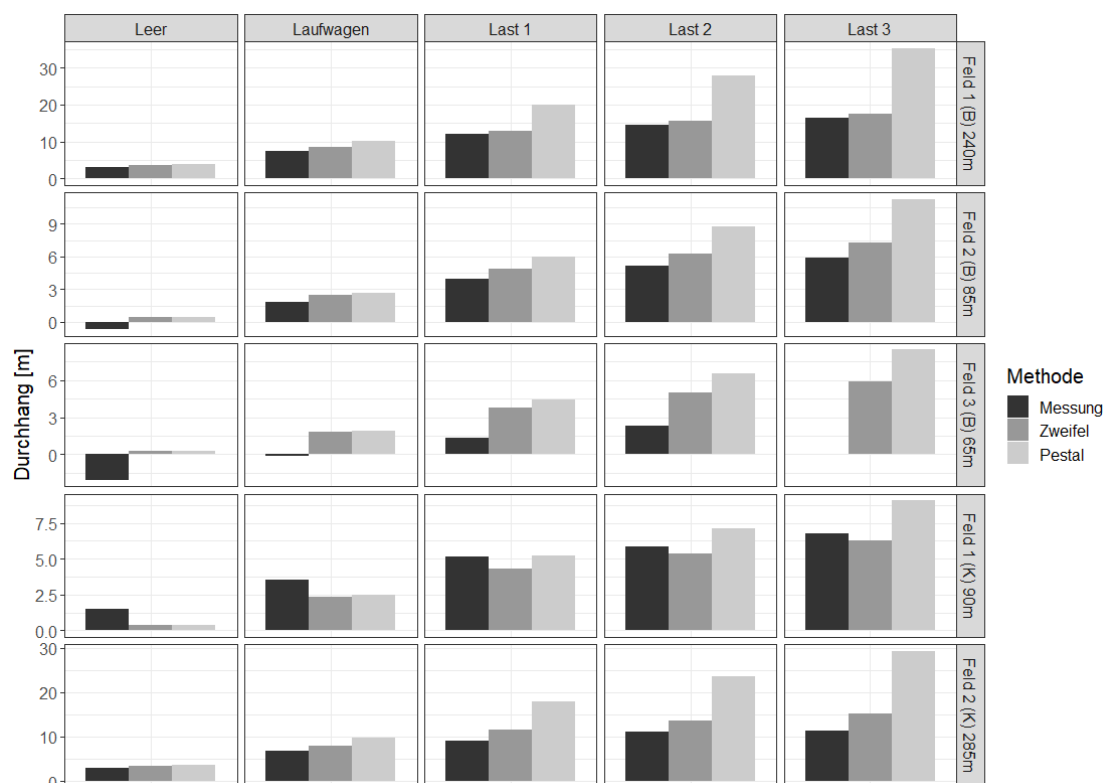 Leer
Laufwagen
Last 1
Last 2
Last 3
Durchhang [m]
30
20
10
0
Feld 1 (B) 240m
9
6
3
0
Feld 2 (B) 85m
6
3
0
Feld 3 (B) 65m
7.5
5.0
2.5
0.0
Feld 1 (K) 90m
30
20
10
0
Feld 2 (K) 285m
Methode
Messung
Zweifel
Pestal